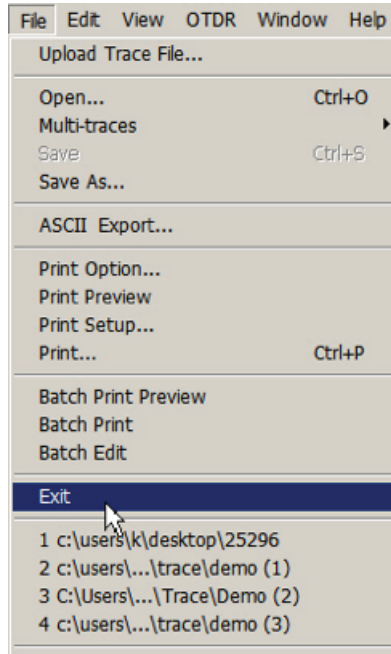 File Edit View OTDR Window Help
Upload Trace File...
Open... Ctrl+O
Multi-traces
Save Ctrl+S
Save As...
ASCII Export...
Print Option...
Print Preview
Print Setup...
Print... Ctrl+P
Batch Print Preview
Batch Print
Batch Edit
Exit
1 c:\users\k\desktop\25296
2 c:\users\...\trace\demo (1)
3 C:\Users\...\Trace\Demo (2)
4 c:\users\...\trace\demo (3)